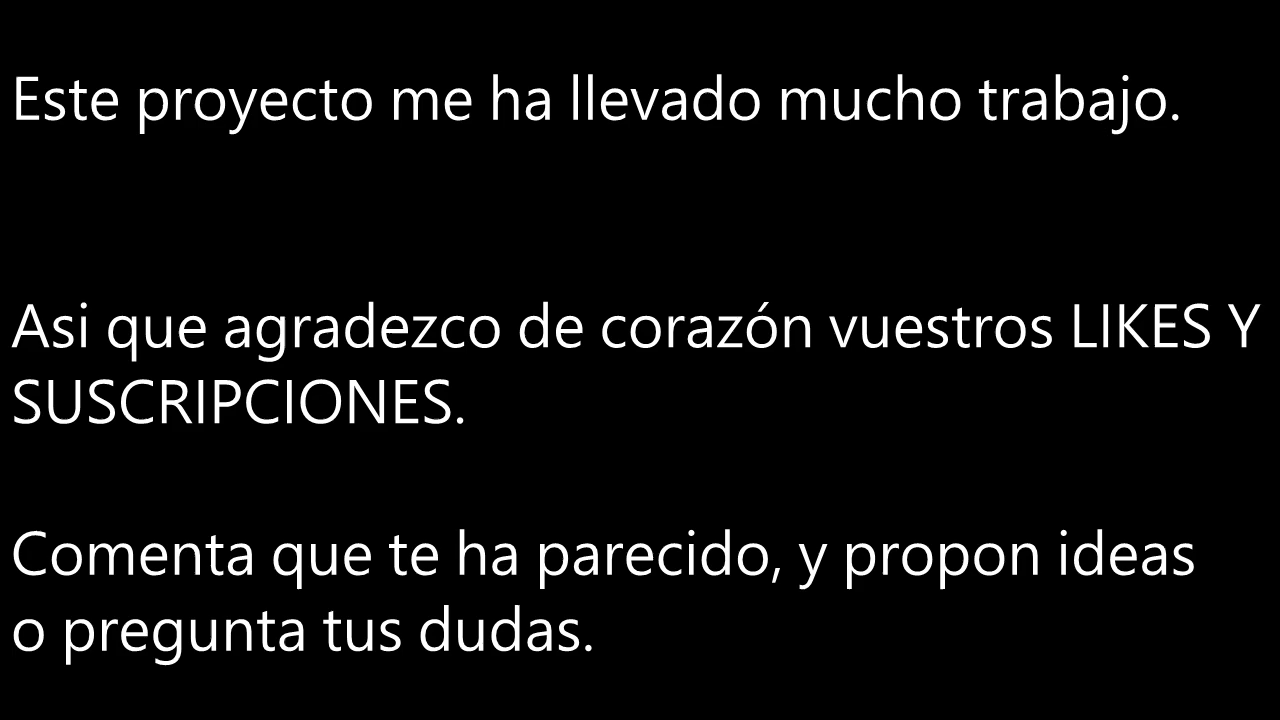 Este proyecto me ha llevado mucho trabajo.
Asi que agradezco de corazón vuestros LIKES Y
SUSCRIPCIONES.
Comenta que te ha parecido, y propon ideas
o pregunta tus dudas.